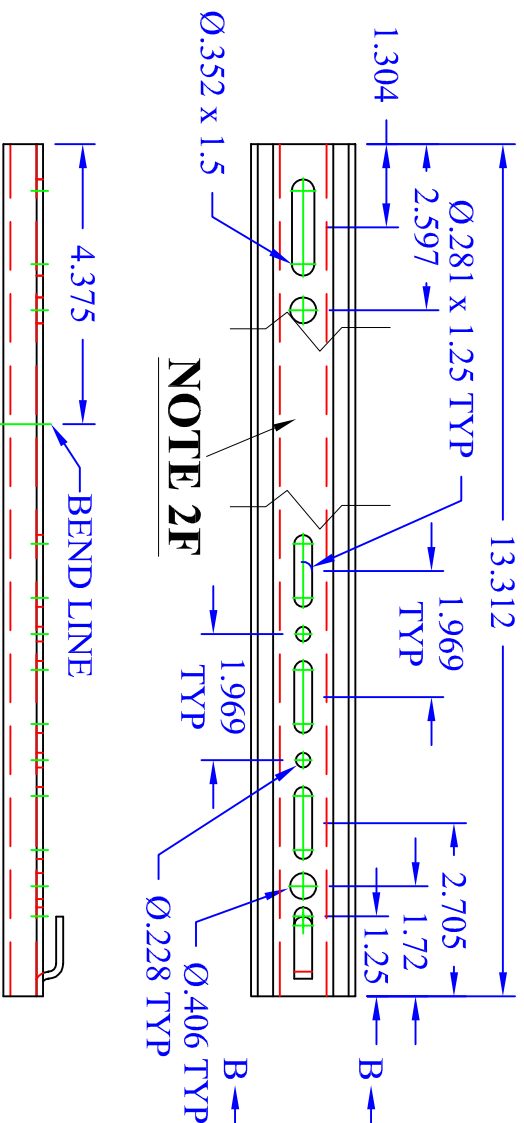 13.312
2.597
1.304
Ø.352 x 1.5
Ø.281 x 1.25 TYP
1.969
TYP
2.705
1.72
1.25
B
B
NOTE 2F
1.969
TYP
Ø.406 TYP
Ø.228 TYP
4.375
BEND LINE